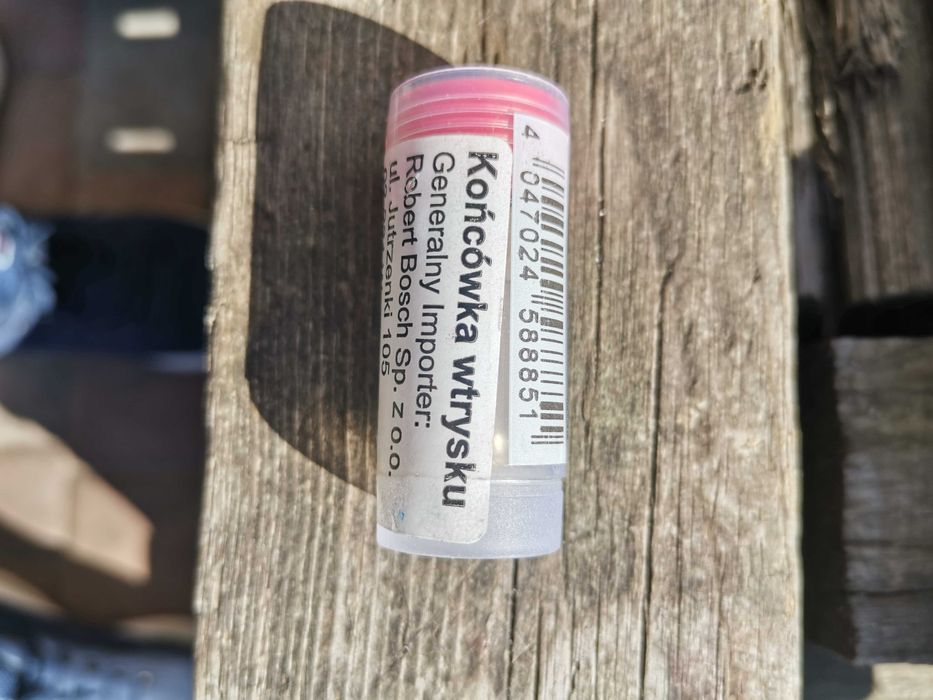 Końcówka wtrysku
Generalny Importer:
Robert Bosch Sp. z o.o.
ul. Jutrzenki 105
4 047024 588851